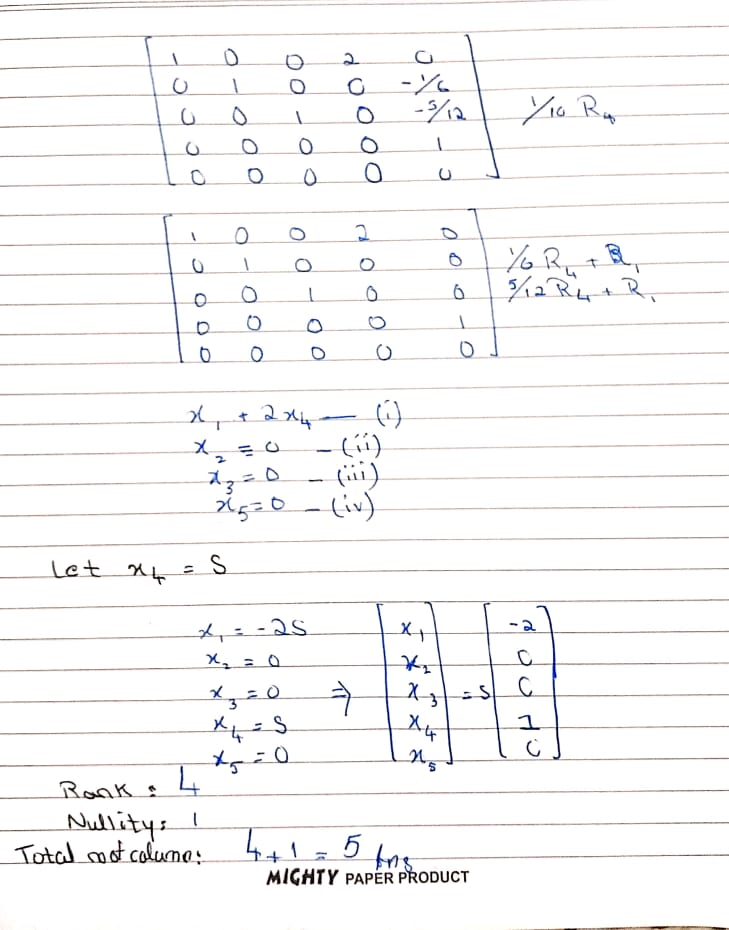 1 0 0 2 0
0 1 0 0 -1/6
0 0 1 0 -5/12 1/10 R4
0 0 0 0 1
0 0 0 0 0
1 0 0 2 0
0 1 0 0 0 1/6 R4 + R1
0 0 1 0 0 5/12 R4 + R1
0 0 0 0 1
0 0 0 0 0
x1 + 2x4 — (i)
x2 = 0 – (ii)
x3 = 0 – (iii)
x5 = 0 – (iv)
Let x4 = S
x1 = -2S x1 -2
x2 = 0 x2 0
x3 = 0 ⇒ x3 = S 0
x4 = S x4 1
x5 = 0 x5 0
Rank : 4
Nullity: 1
Total no of column: 4 + 1 = 5 Ans
MIGHTY PAPER PRODUCT